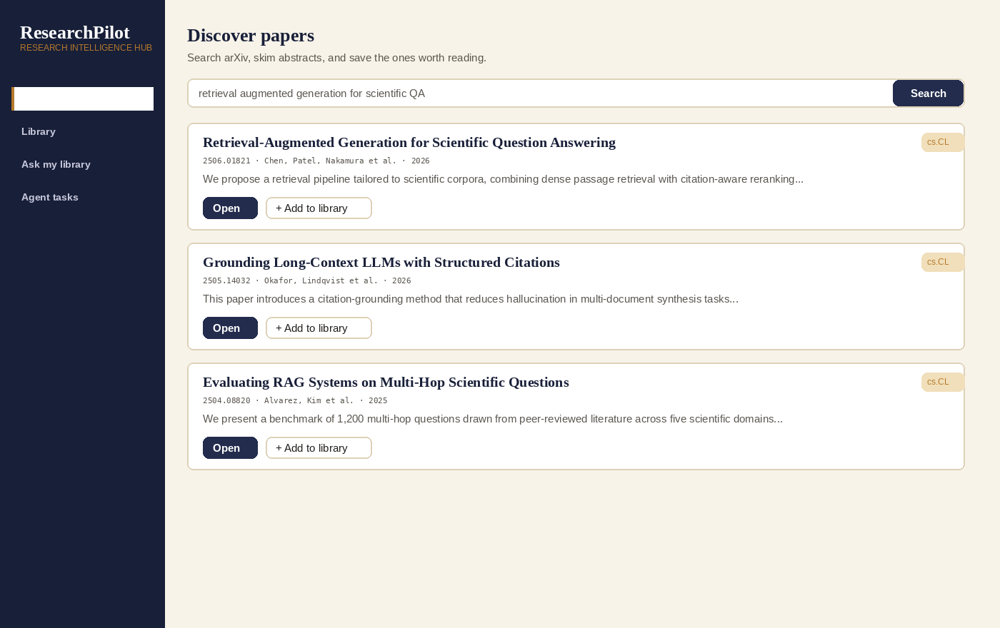 ResearchPilot
RESEARCH INTELLIGENCE HUB
Library
Ask my library
Agent tasks
Discover papers
Search arXiv, skim abstracts, and save the ones worth reading.
retrieval augmented generation for scientific QA
Search
Retrieval-Augmented Generation for Scientific Question Answering
cs.CL
2506.01821 · Chen, Patel, Nakamura et al. · 2026
We propose a retrieval pipeline tailored to scientific corpora, combining dense passage retrieval with citation-aware reranking...
Open
+ Add to library
Grounding Long-Context LLMs with Structured Citations
cs.CL
2505.14032 · Okafor, Lindqvist et al. · 2026
This paper introduces a citation-grounding method that reduces hallucination in multi-document synthesis tasks...
Open
+ Add to library
Evaluating RAG Systems on Multi-Hop Scientific Questions
cs.CL
2504.08820 · Alvarez, Kim et al. · 2025
We present a benchmark of 1,200 multi-hop questions drawn from peer-reviewed literature across five scientific domains...
Open
+ Add to library